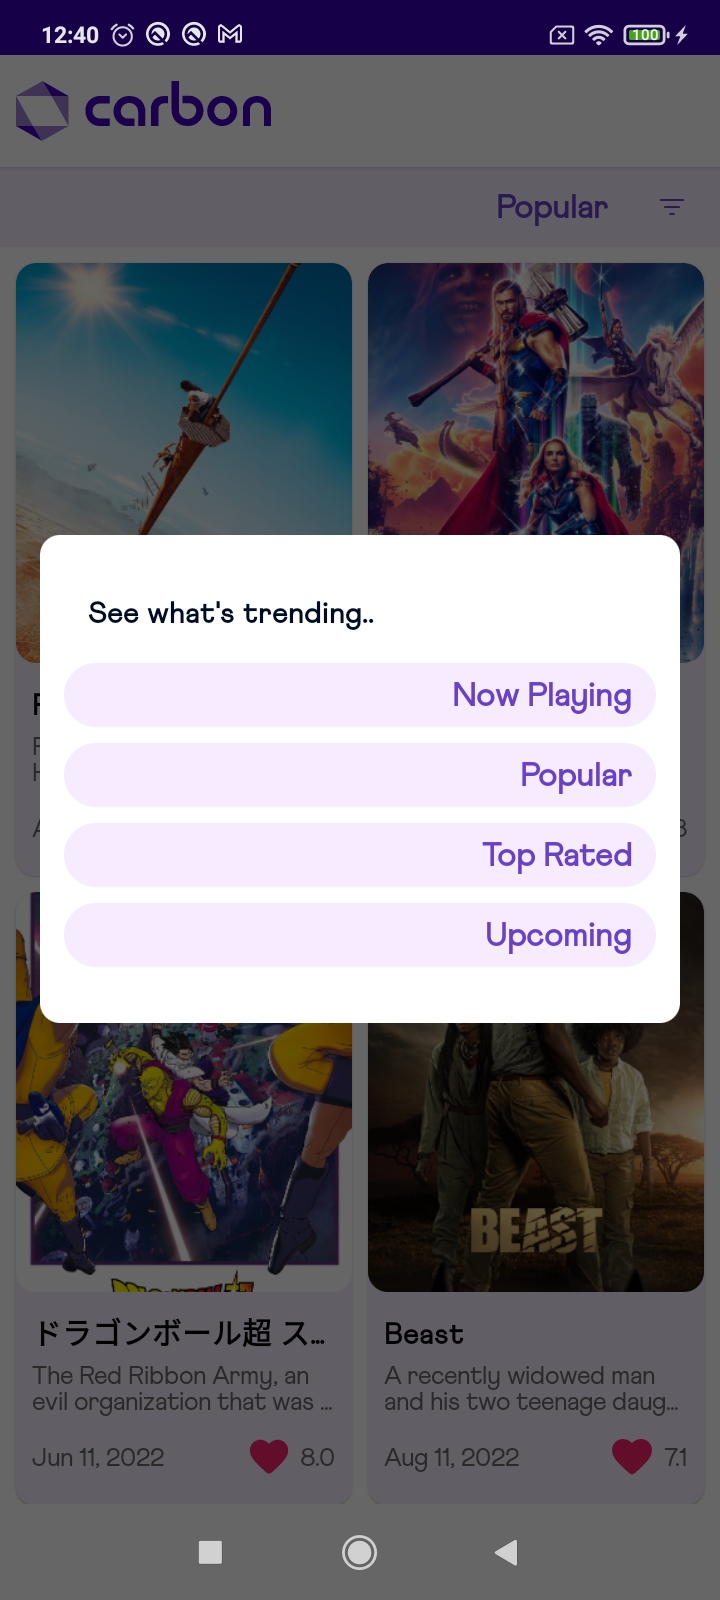 12:40
100
carbon
Popular
See what's trending..
Now Playing
Popular
Top Rated
Upcoming
BEAST
ドラゴンボール超 ス...
The Red Ribbon Army, an
evil organization that was ...
Jun 11, 2022
8.0
Beast
A recently widowed man
and his two teenage daug...
Aug 11, 2022
7.1